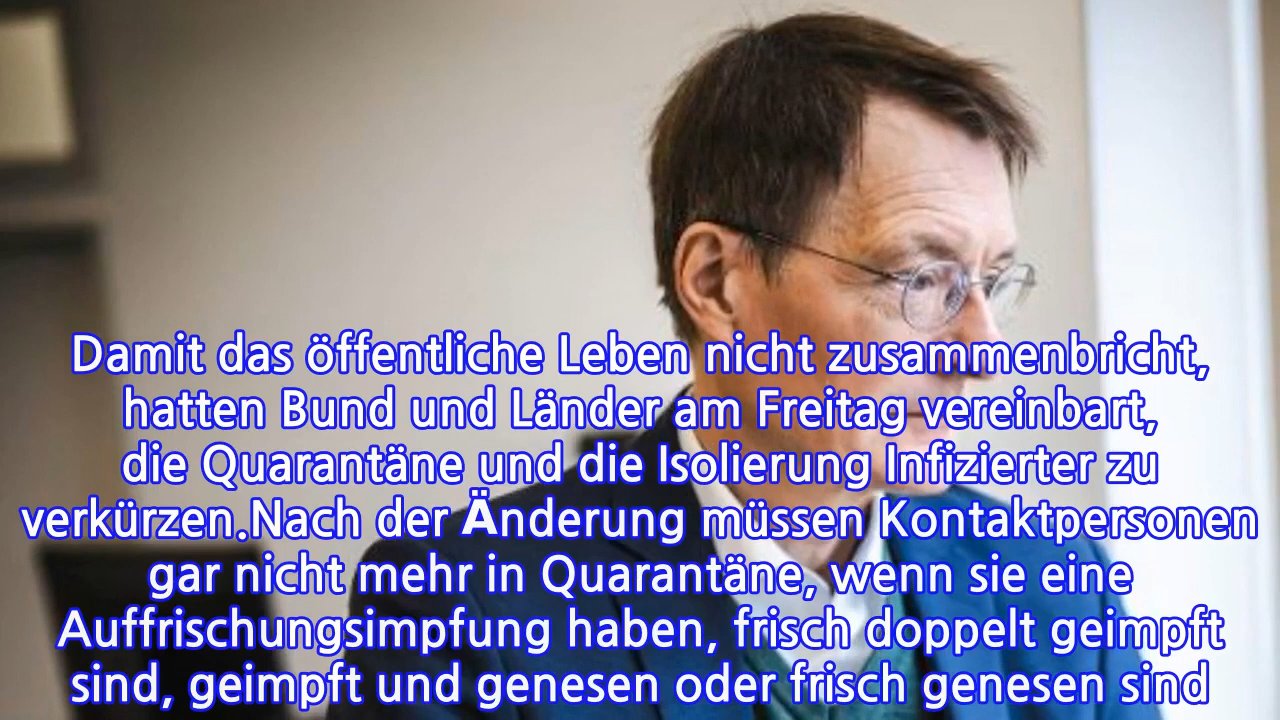 Damit das öffentliche Leben nicht zusammenbricht,
hatten Bund und Länder am Freitag vereinbart,
die Quarantäne und die Isolierung Infizierter zu
verkürzen.Nach der Änderung müssen Kontaktpersonen
gar nicht mehr in Quarantäne, wenn sie eine
Auffrischungsimpfung haben, frisch doppelt geimpft
sind, geimpft und genesen oder frisch genesen sind